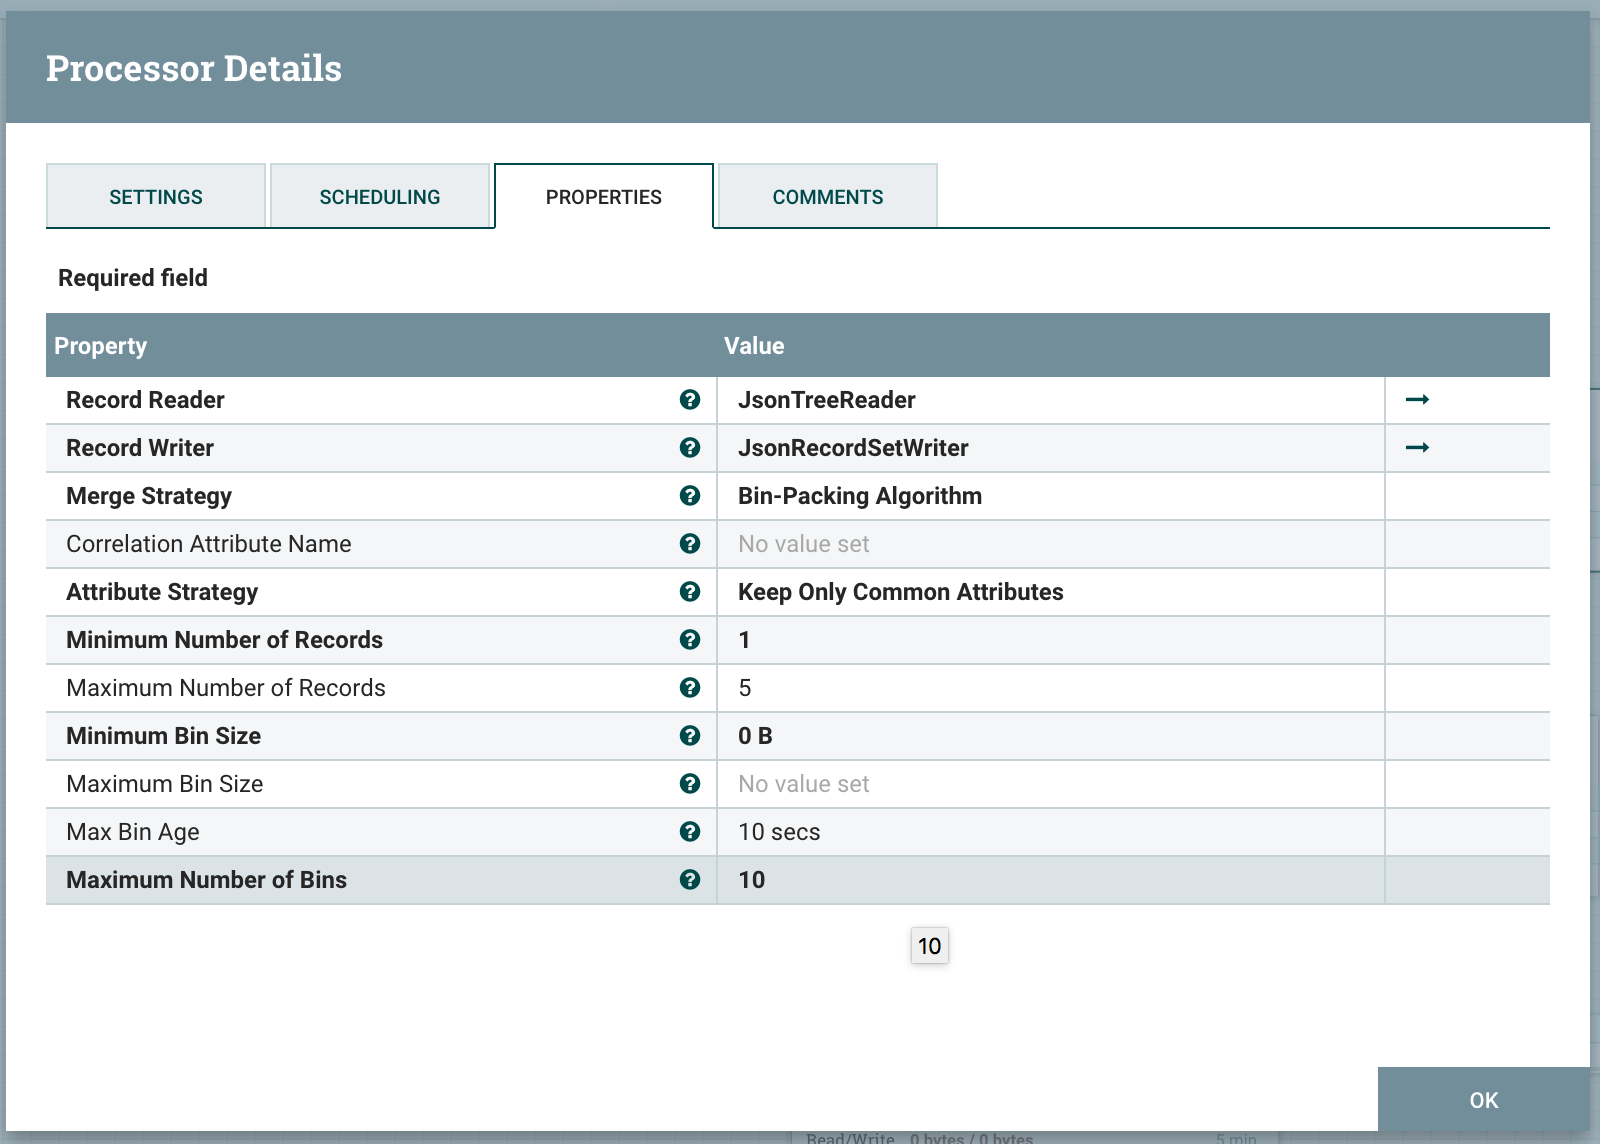 Processor Details
SETTINGS SCHEDULING PROPERTIES COMMENTS
Required field
Property Value
Record Reader ? JsonTreeReader
Record Writer ? JsonRecordSetWriter
Merge Strategy ? Bin-Packing Algorithm
Correlation Attribute Name ? No value set
Attribute Strategy ? Keep Only Common Attributes
Minimum Number of Records ? 1
Maximum Number of Records ? 5
Minimum Bin Size ? 0 B
Maximum Bin Size ? No value set
Max Bin Age ? 10 secs
Maximum Number of Bins ? 10
10
OK
Read/Write 0 bytes / 0 bytes 5 min